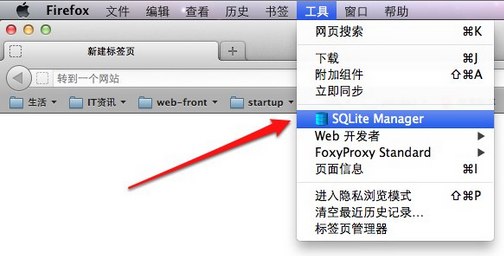 Firefox 文件 编辑 查看 历史 书签 工具 窗口 帮助
新建标签页
转到一个网站
生活 IT资讯 web-front startup
网页搜索 ⌘K
下载 ⌘J
附加组件 ⇧⌘A
立即同步
SQLite Manager
Web 开发者
FoxyProxy Standard
页面信息 ⌘I
进入隐私浏览模式 ⇧⌘P
清空最近历史记录...
标签页管理器